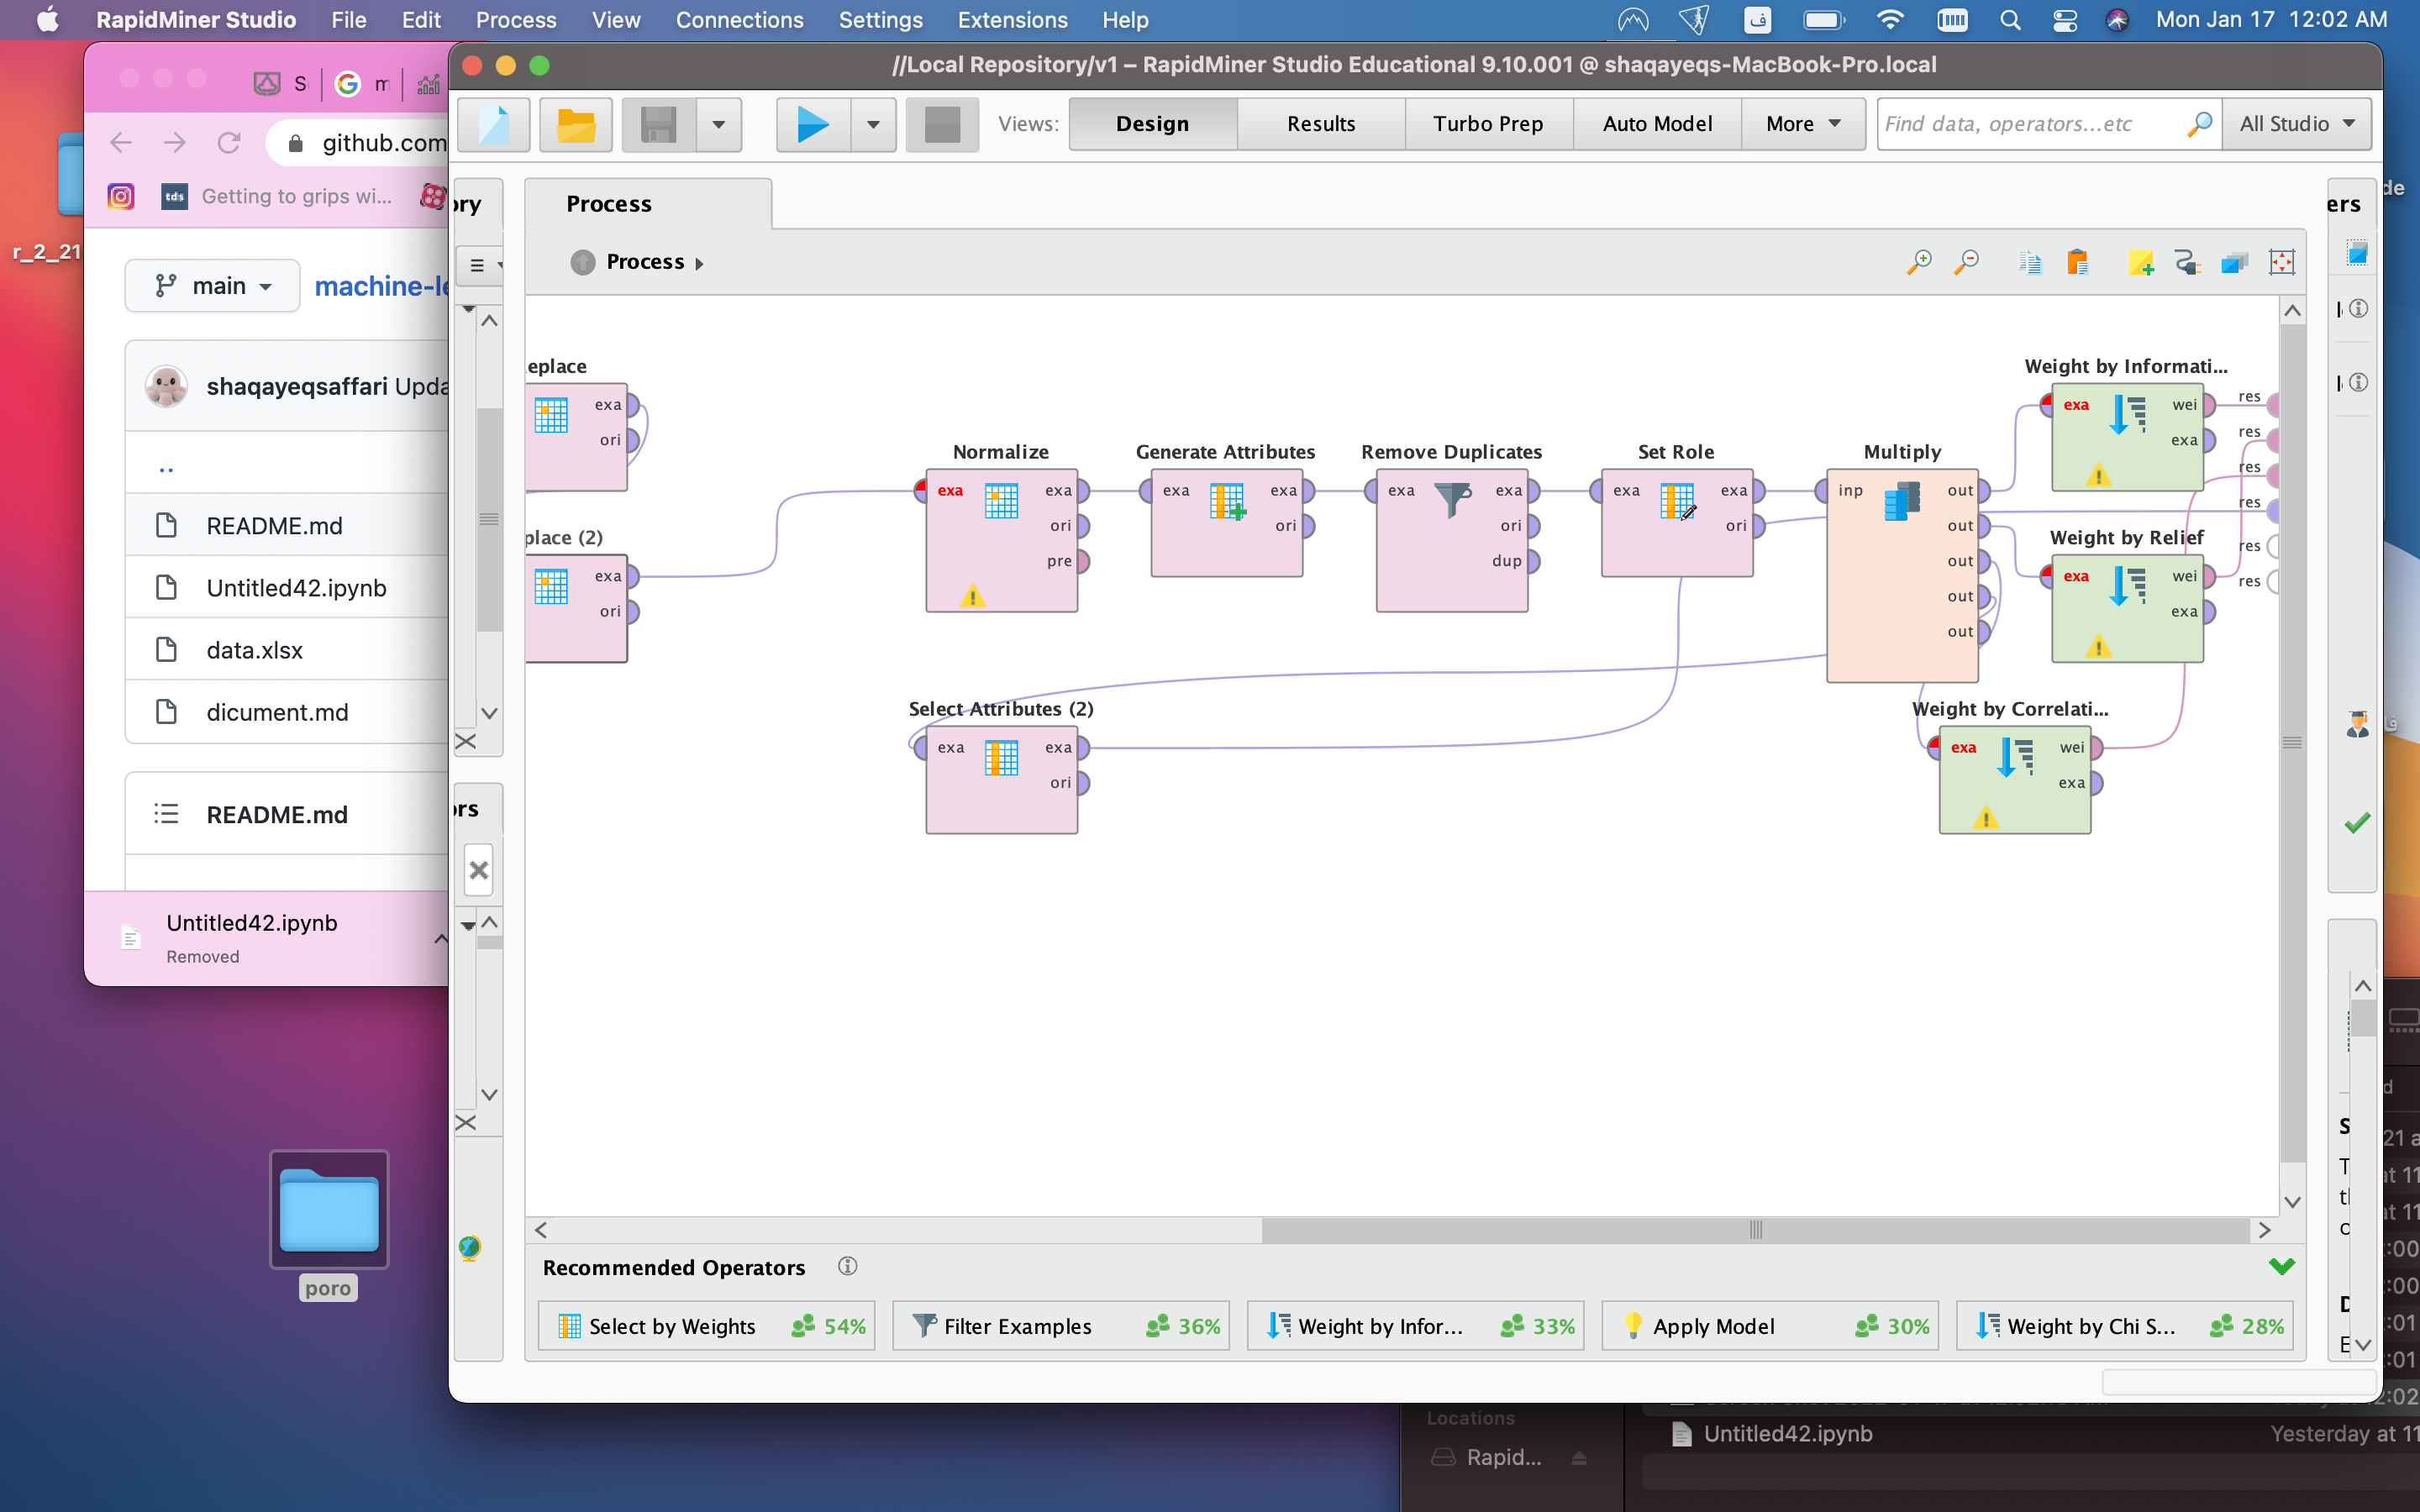 RapidMiner Studio File Edit Process View Connections Settings Extensions Help Mon Jan 17 12:02 AM
//Local Repository/v1 – RapidMiner Studio Educational 9.10.001 @ shaqayeqs-MacBook-Pro.local
Views: Design Results Turbo Prep Auto Model More Find data, operators...etc All Studio
github.com
tds Getting to grips wi...
r_2_21
main machine-le
shaqayeqsaffari Upda
..
README.md
Untitled42.ipynb
data.xlsx
dicument.md
README.md
Untitled42.ipynb
Removed
poro
ory
Process
ers
Process
eplace
exa
ori
place (2)
exa
ori
Normalize
exa exa
ori
pre
Generate Attributes
exa exa
ori
Remove Duplicates
exa exa
ori
dup
Set Role
exa exa
ori
Multiply
inp out
out
out
out
out
Weight by Informati...
exa wei
exa
Weight by Relief
exa wei
exa
res
res
res
res
res
res
Select Attributes (2)
exa exa
ori
Weight by Correlati...
exa wei
exa
ors
Recommended Operators
Select by Weights 54%
Filter Examples 36%
Weight by Infor... 33%
Apply Model 30%
Weight by Chi S... 28%
Locations
Rapid...
Untitled42.ipynb Yesterday at 11